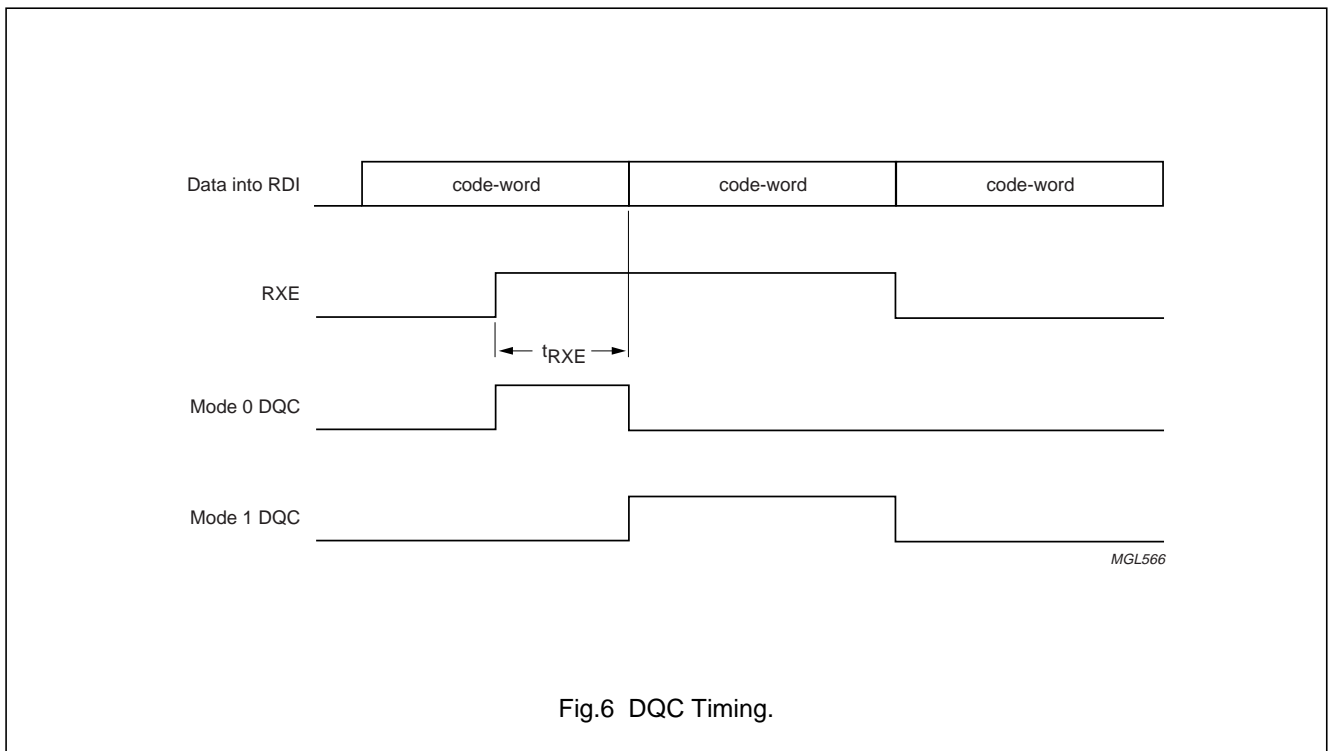 Data into RDI
code-word code-word code-word
RXE
tRXE
Mode 0 DQC
Mode 1 DQC
MGL566
Fig.6 DQC Timing.